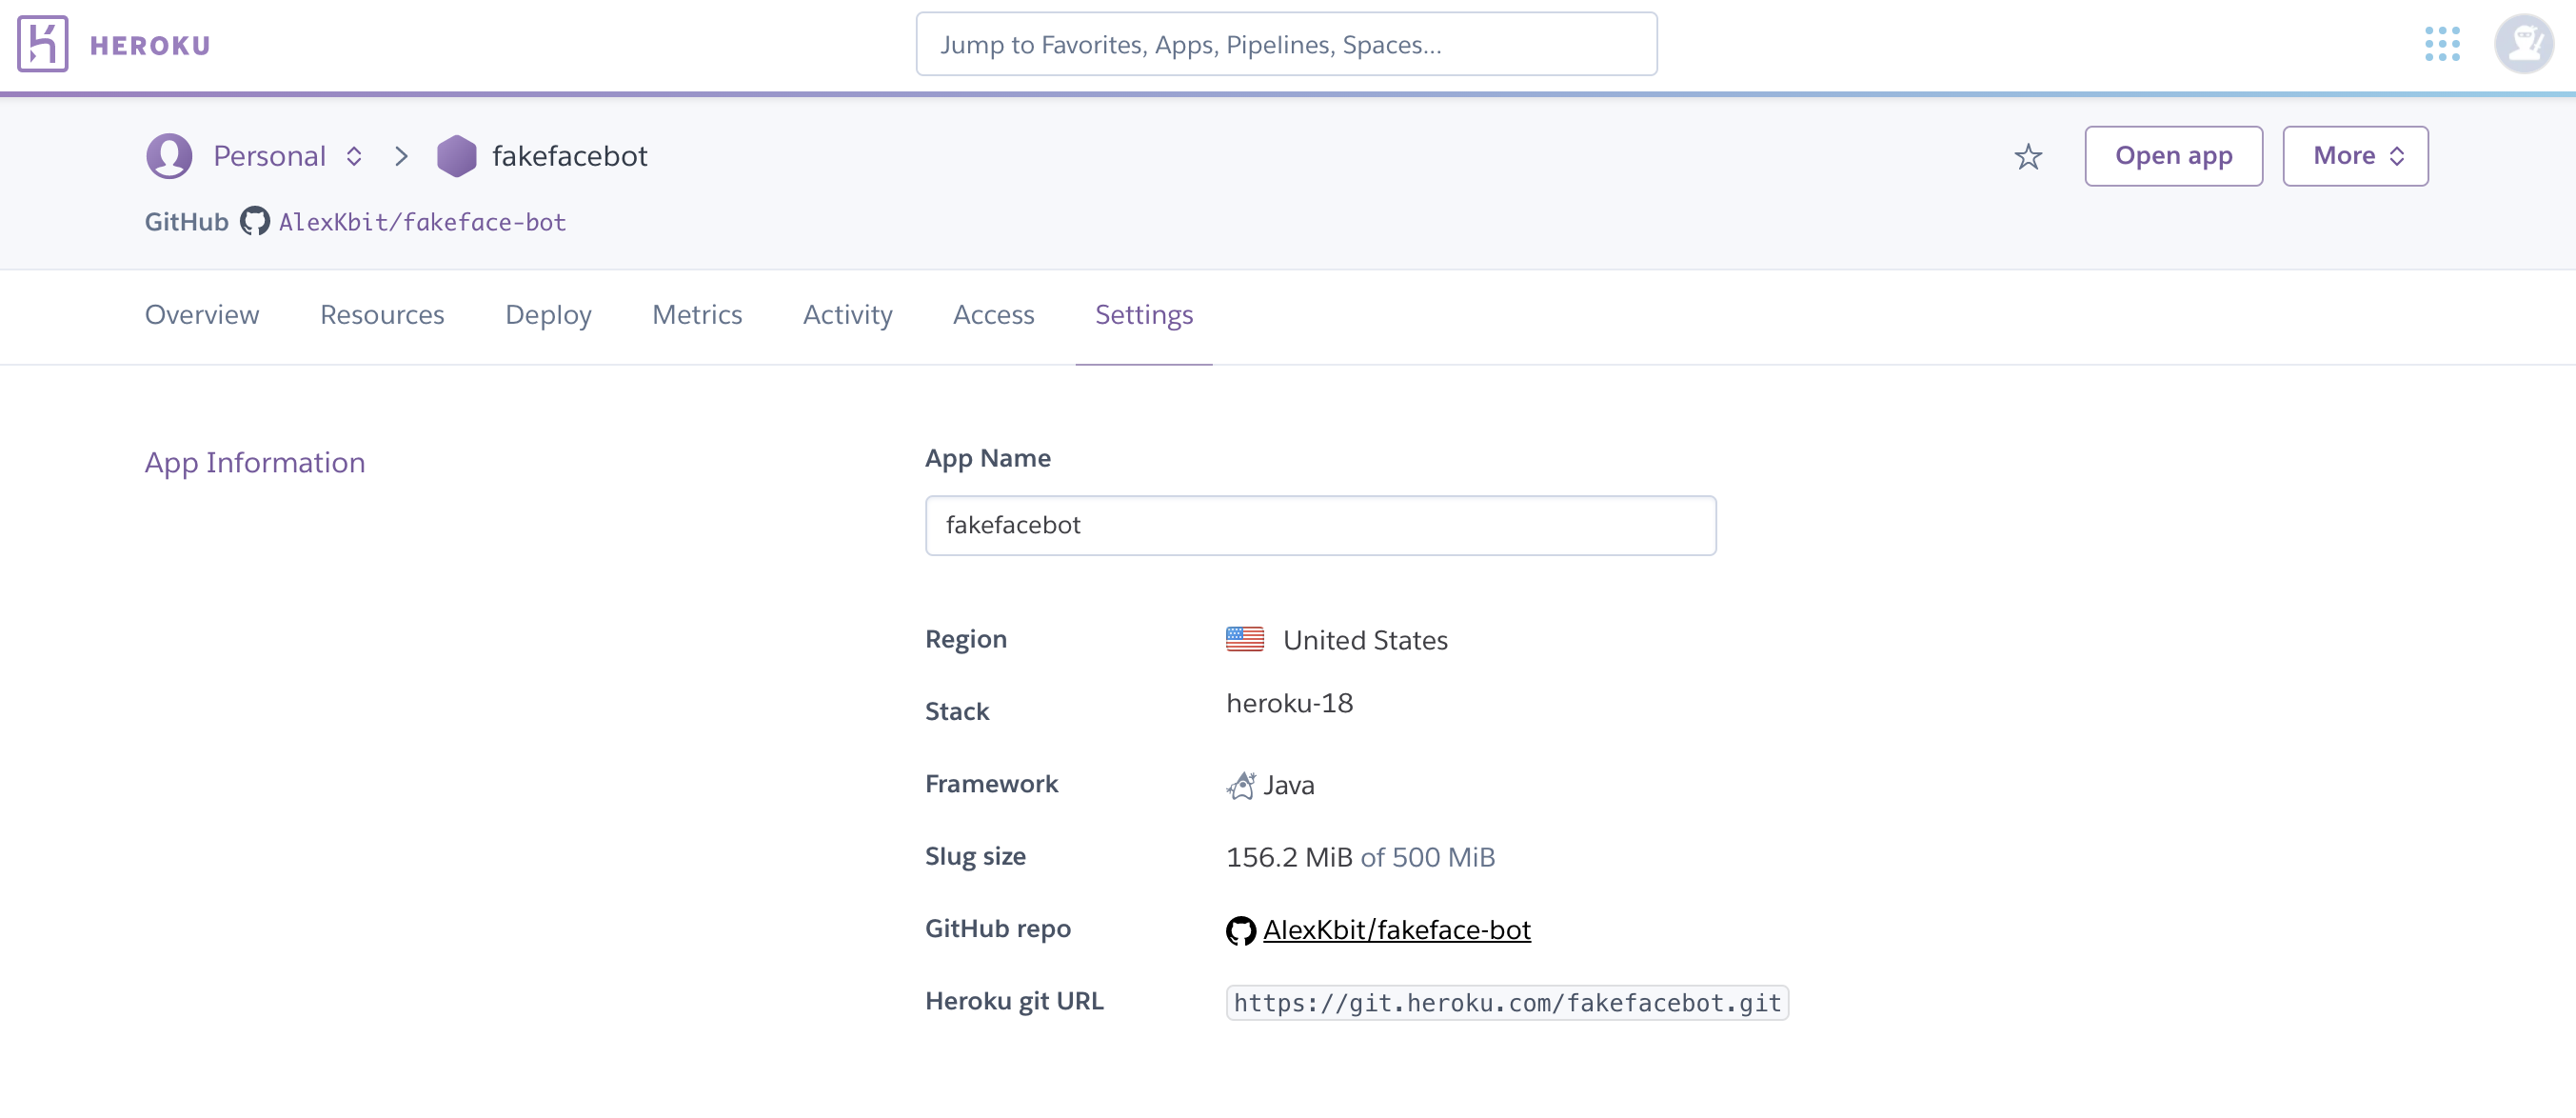 HEROKU
Jump to Favorites, Apps, Pipelines, Spaces...
Personal > fakefacebot
Open app
More
GitHub AlexKbit/fakeface-bot
Overview Resources Deploy Metrics Activity Access Settings
App Information
App Name
fakefacebot
Region United States
Stack heroku-18
Framework Java
Slug size 156.2 MiB of 500 MiB
GitHub repo AlexKbit/fakeface-bot
Heroku git URL https://git.heroku.com/fakefacebot.git